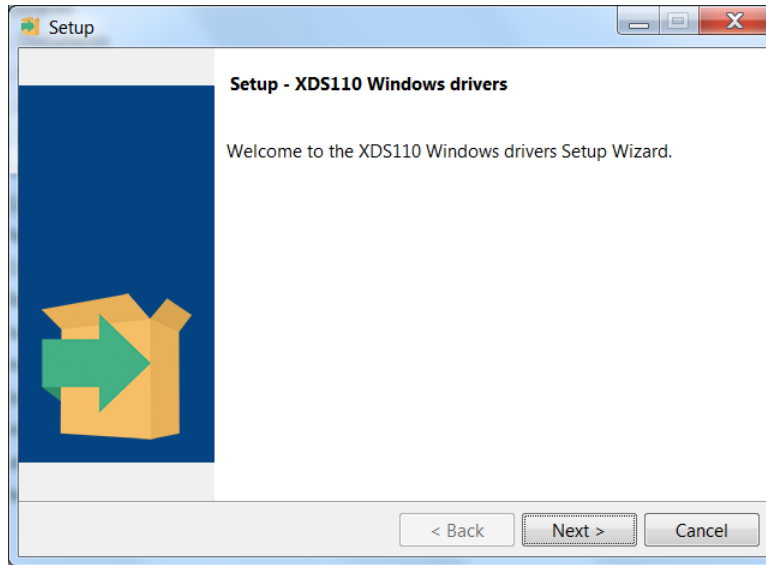 Setup
Setup - XDS110 Windows drivers
Welcome to the XDS110 Windows drivers Setup Wizard.
< Back Next > Cancel